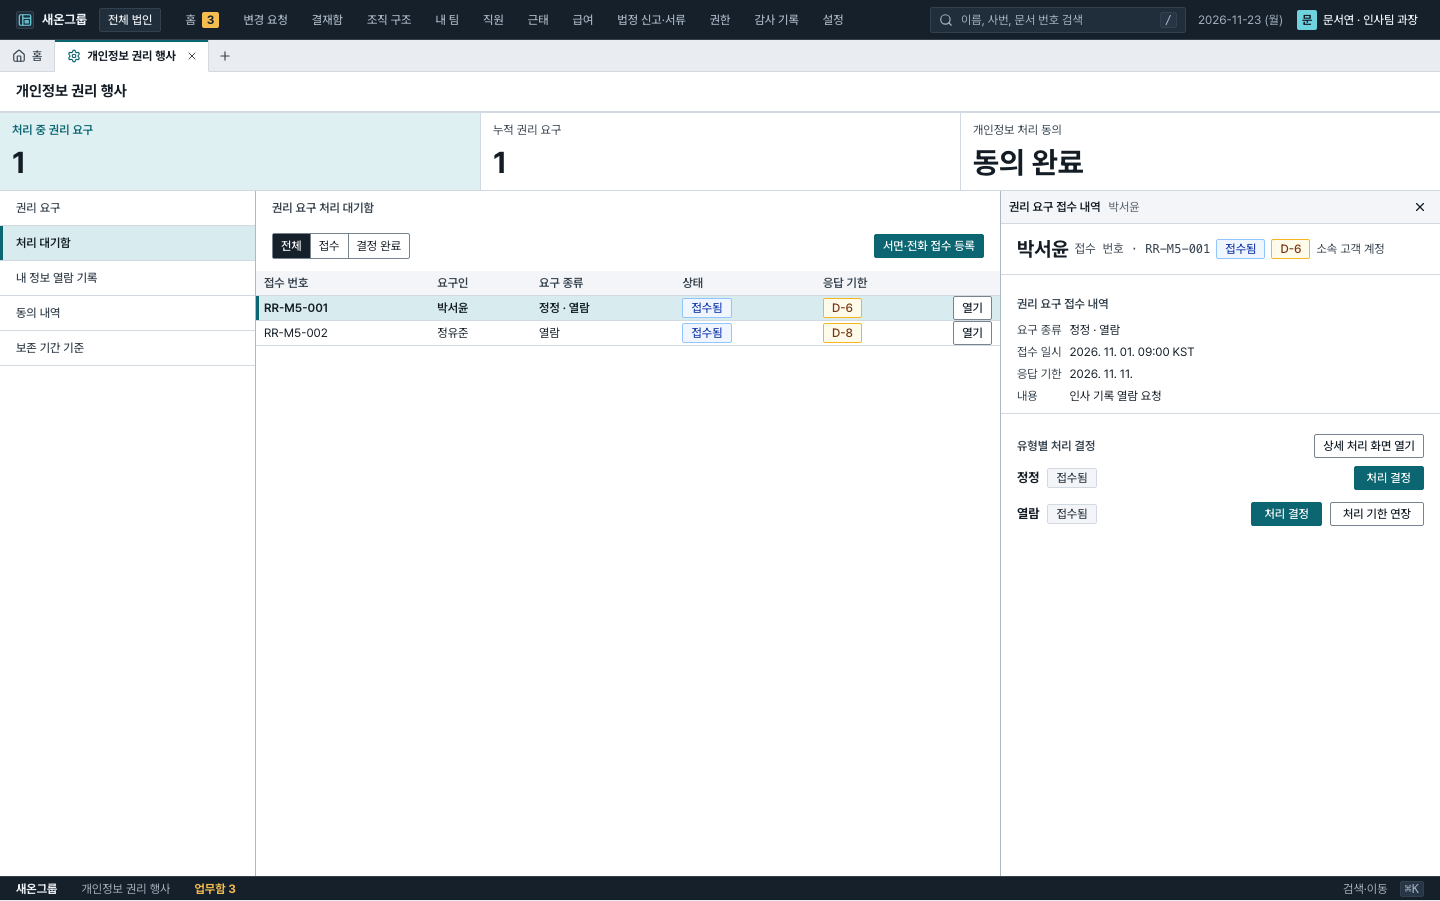 새온그룹 전체 법인 홈 3 변경 요청 결재함 조직 구조 내 팀 직원 근태 급여 법정 신고·서류 권한 감사 기록 설정 이름, 사번, 문서 번호 검색 / 2026-11-23 (월) 문 문서연 · 인사팀 과장
홈 개인정보 권리 행사
개인정보 권리 행사
처리 중 권리 요구
1
누적 권리 요구
1
개인정보 처리 동의
동의 완료
권리 요구
처리 대기함
내 정보 열람 기록
동의 내역
보존 기간 기준
권리 요구 처리 대기함
전체 접수 결정 완료 서면·전화 접수 등록
접수 번호 요구인 요구 종류 상태 응답 기한
RR-M5-001 박서윤 정정 · 열람 접수됨 D-6 열기
RR-M5-002 정유준 열람 접수됨 D-8 열기
권리 요구 접수 내역 박서윤
박서윤 접수 번호 · RR-M5-001 접수됨 D-6 소속 고객 계정
권리 요구 접수 내역
요구 종류 정정 · 열람
접수 일시 2026. 11. 01. 09:00 KST
응답 기한 2026. 11. 11.
내용 인사 기록 열람 요청
유형별 처리 결정 상세 처리 화면 열기
정정 접수됨 처리 결정
열람 접수됨 처리 결정 처리 기한 연장
새온그룹 개인정보 권리 행사 업무함 3 검색·이동 ⌘K